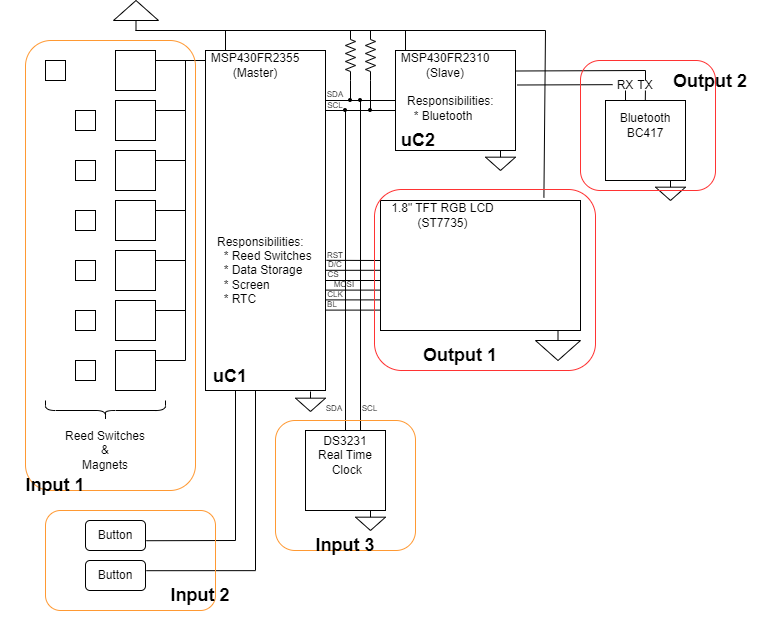 MSP430FR2355
(Master)
MSP430FR2310
(Slave)
Responsibilities:
* Bluetooth
uC2
SDA
SCL
RX TX
Output 2
Bluetooth
BC417
1.8" TFT RGB LCD
(ST7735)
Responsibilities:
* Reed Switches
* Data Storage
* Screen
* RTC
RST
D/C
CS
MOSI
CLK
BL
uC1
Output 1
SDA
SCL
Reed Switches
&
Magnets
Input 1
DS3231
Real Time
Clock
Input 3
Button
Button
Input 2